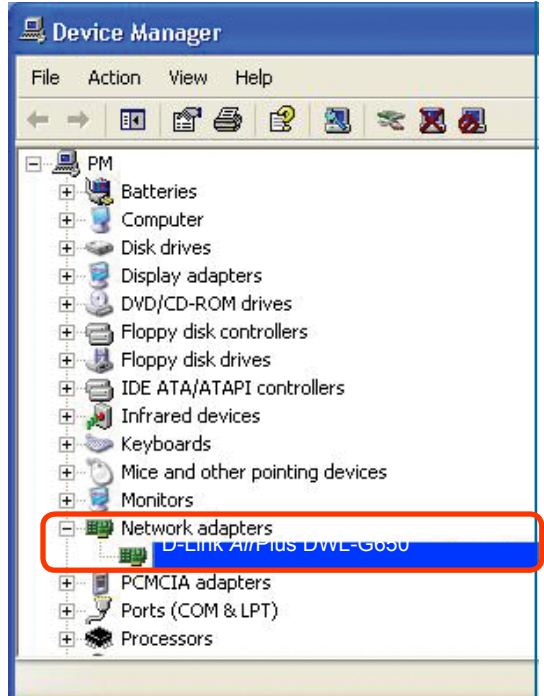 Device Manager
File Action View Help
PM
Batteries
Computer
Disk drives
Display adapters
DVD/CD-ROM drives
Floppy disk controllers
Floppy disk drives
IDE ATA/ATAPI controllers
Infrared devices
Keyboards
Mice and other pointing devices
Monitors
Network adapters
D-Link Plus DWL-G650
PCMCIA adapters
Ports (COM & LPT)
Processors